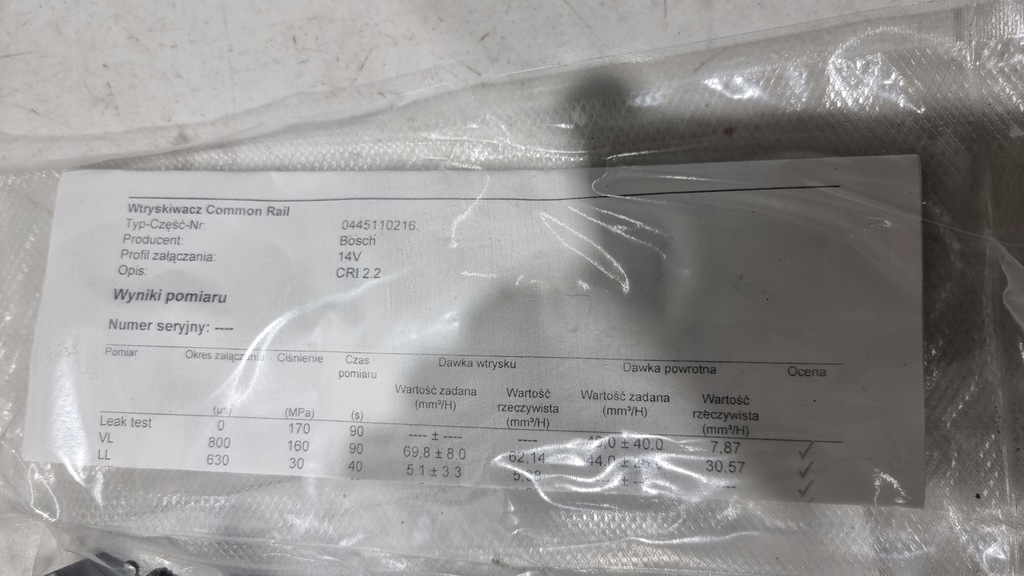 Wtryskiwacz Common Rail
Typ-Część-Nr: 0445110216
Producent: Bosch
Profil załączania: 14V
Opis: CRI 2.2
Wyniki pomiaru
Numer seryjny: ----
Pomiar Okres załączania Ciśnienie Czas pomiaru Dawka wtrysku Dawka powrotna Ocena
Wartość zadana (mm³/H) Wartość rzeczywista (mm³/H) Wartość zadana (mm³/H) Wartość rzeczywista (mm³/H)
(µs) (MPa) (s)
Leak test 0 170 90 ---- ± ---- ---- ± 40.0 7,87 ✓
VL 800 160 90 69,8 ± 8.0 62,14 30,57 ✓
LL 630 30 40 5.1 ± 3.3 ✓